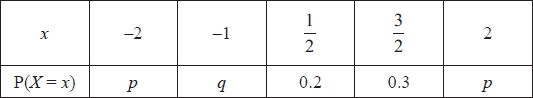 x –2 –1 1/2 3/2 2
P(X = x) p q 0.2 0.3 p